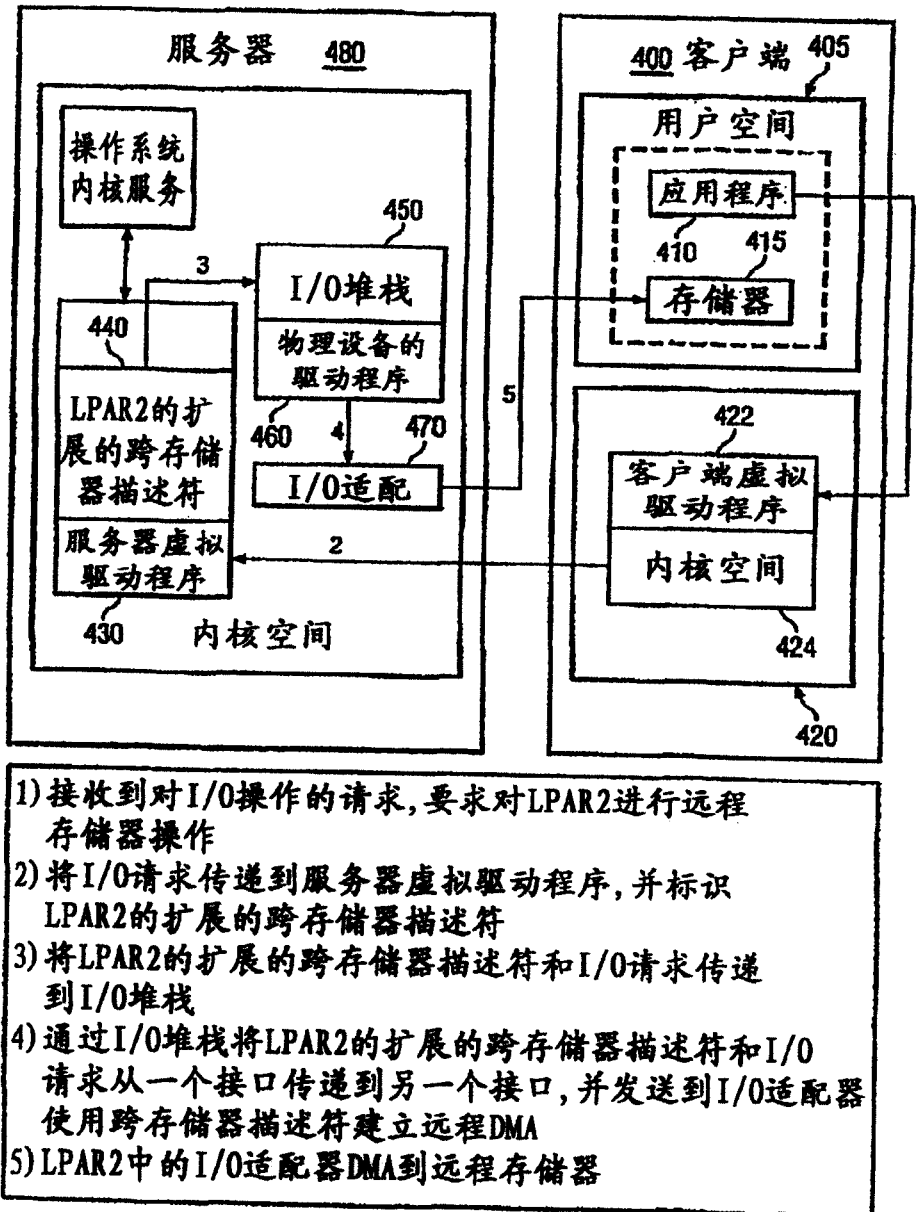 服务器 480
操作系统
内核服务
3
450
I/O堆栈
物理设备的
驱动程序
440
LPAR2的扩
展的跨存储
器描述符
服务器虚拟
驱动程序
430
460
4
470
I/O适配
内核空间
400 客户端
405
用户空间
应用程序
410
415
存储器
5
422
客户端虚拟
驱动程序
内核空间
424
2
420
1)接收到对I/O操作的请求,要求对LPAR2进行远程
存储器操作
2)将I/O请求传递到服务器虚拟驱动程序,并标识
LPAR2的扩展的跨存储器描述符
3)将LPAR2的扩展的跨存储器描述符和I/O请求传递
到I/O堆栈
4)通过I/O堆栈将LPAR2的扩展的跨存储器描述符和I/O
请求从一个接口传递到另一个接口,并发送到I/O适配器
使用跨存储器描述符建立远程DMA
5)LPAR2中的I/O适配器DMA到远程存储器